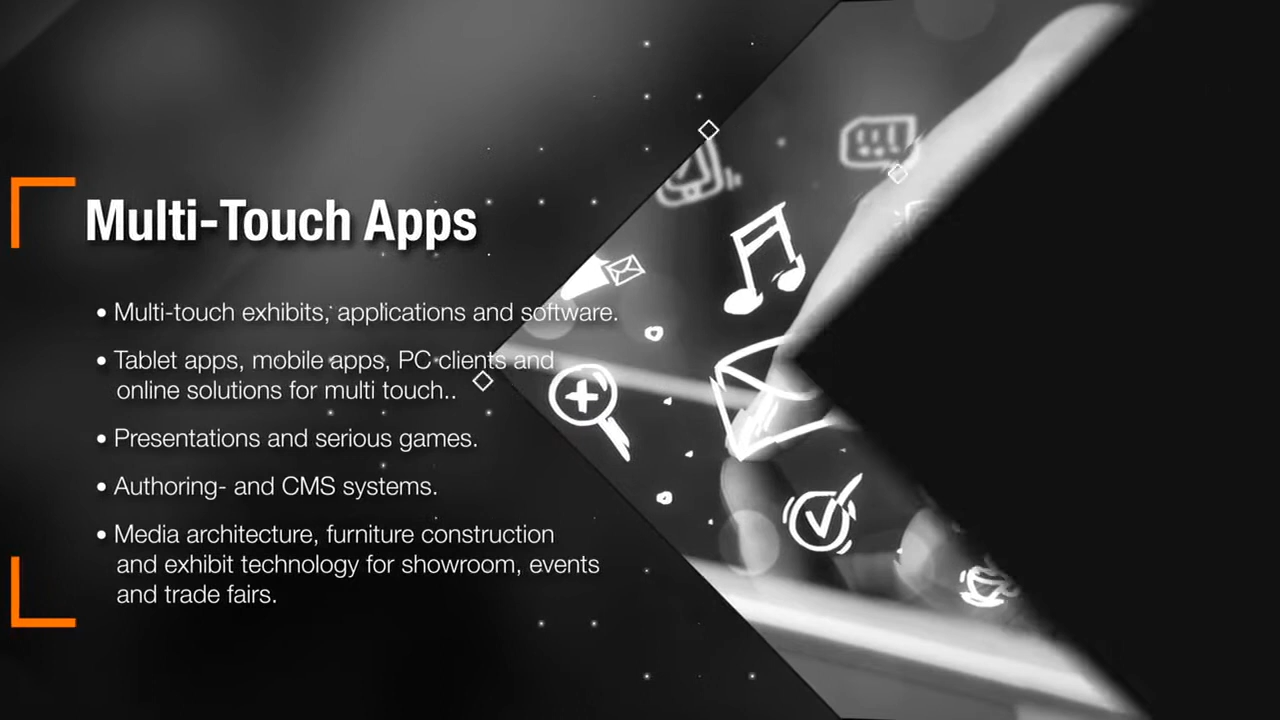 Multi-Touch Apps
• Multi-touch exhibits, applications and software.
• Tablet apps, mobile apps, PC clients and
online solutions for multi touch..
• Presentations and serious games.
• Authoring- and CMS systems.
• Media architecture, furniture construction
and exhibit technology for showroom, events
and trade fairs.